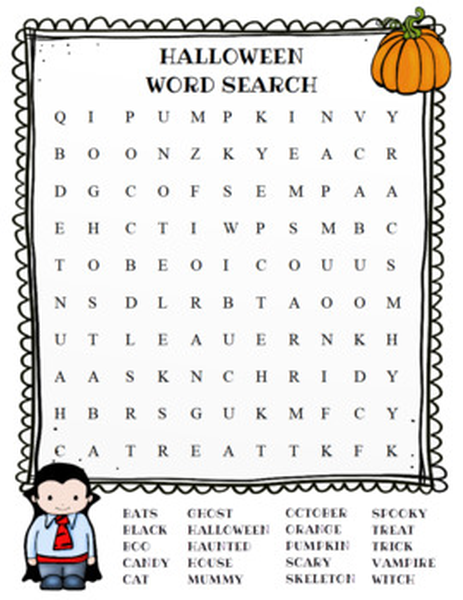 HALLOWEEN
WORD SEARCH
Q I P U M P K I N V Y
B O O N Z K Y E A C R
D G C O F S E M P A A
E H C T I W P S M B C
T O B E O I C O U U S
N S D L R B T A O O M
U T L E A U E R N K H
A A S K N C H R I D Y
H B R S G U K M F C Y
C A T R E A T T K F K
BATS GHOST OCTOBER SPOOKY
BLACK HALLOWEEN ORANGE TREAT
BOO HAUNTED PUMPKIN TRICK
CANDY HOUSE SCARY VAMPIRE
CAT MUMMY SKELETON WITCH